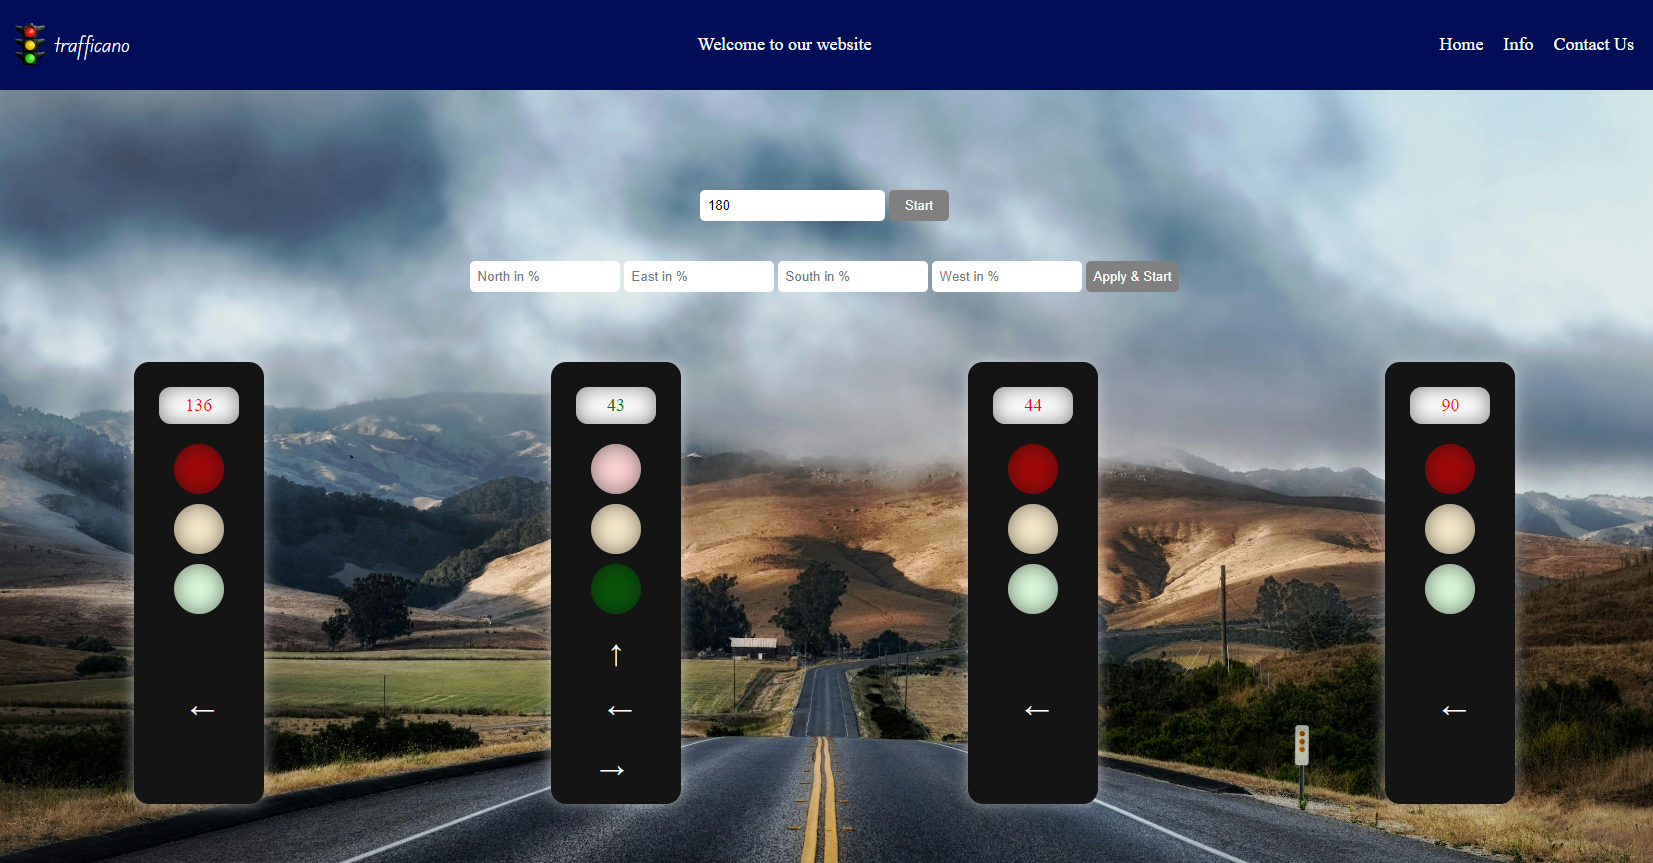 trafficano
Welcome to our website
Home Info Contact Us
180 Start
North in % East in % South in % West in % Apply & Start
136 43 44 90
↑
← ← ← ←
→